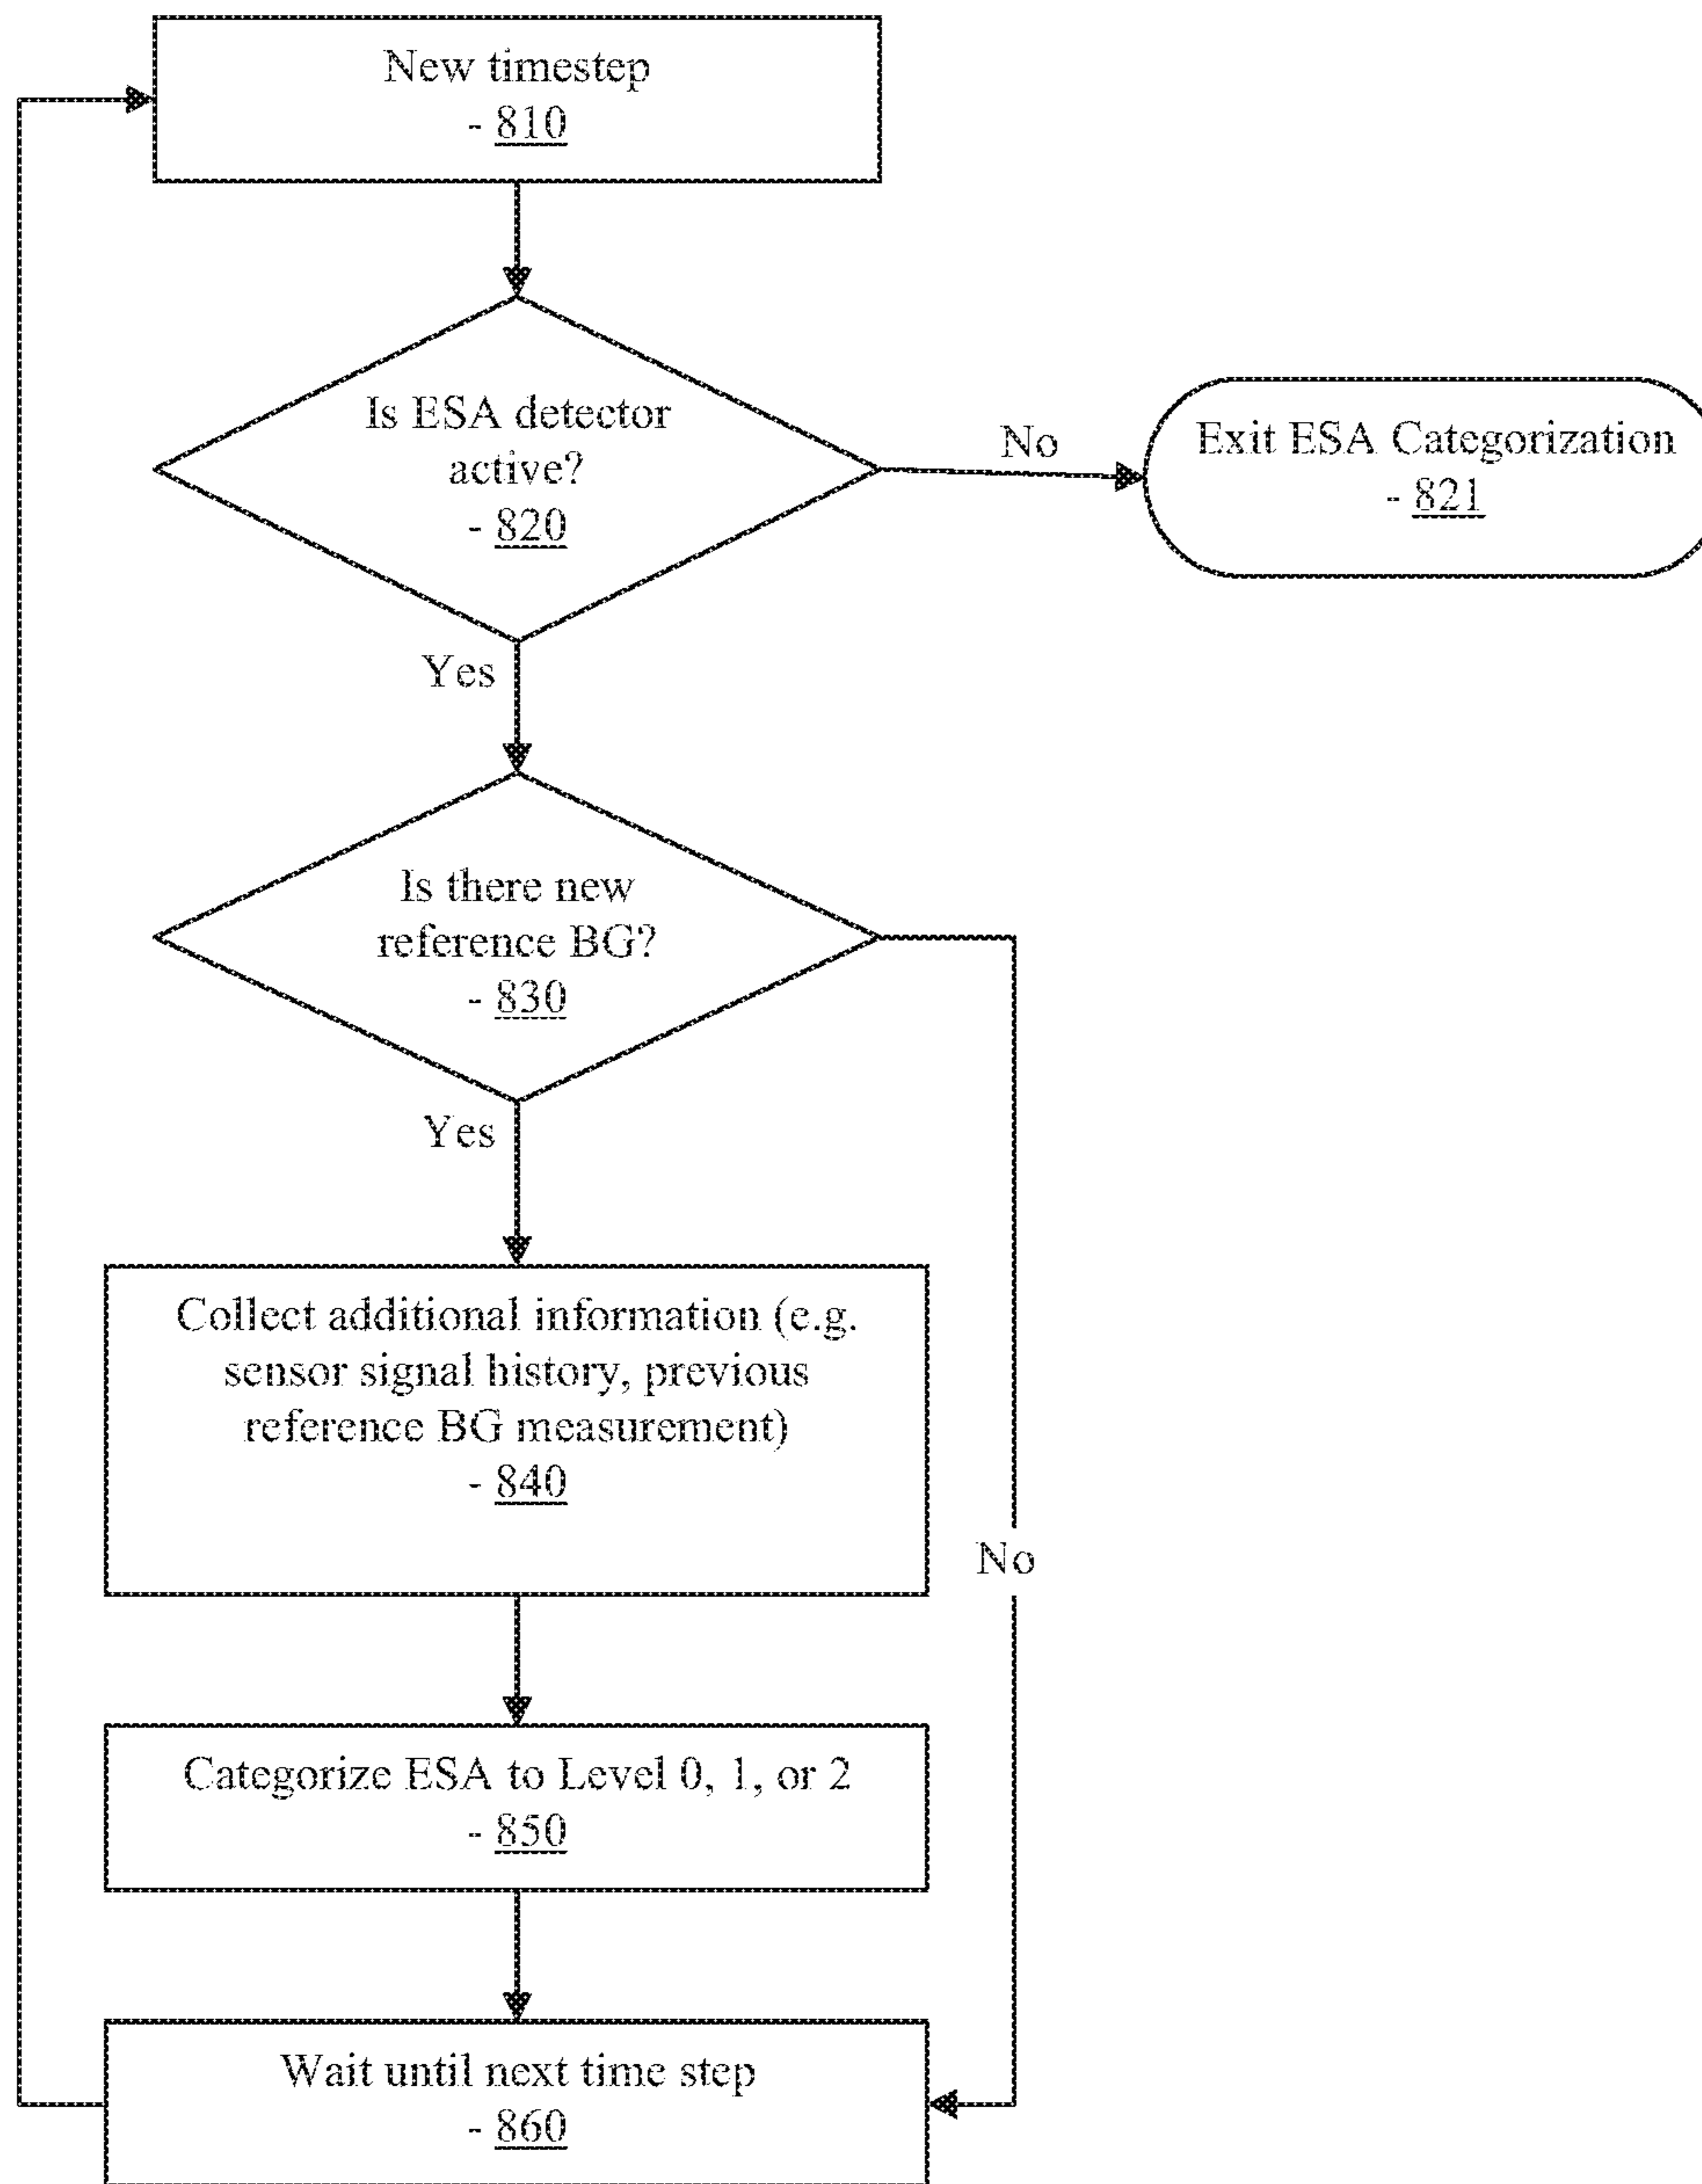 New timestep
- 810
Is ESA detector
active?
- 820
No
Exit ESA Categorization
- 821
Yes
Is there new
reference BG?
- 830
Yes
Collect additional information (e.g.
sensor signal history, previous
reference BG measurement)
- 840
No
Categorize ESA to Level 0, 1, or 2
- 850
Wait until next time step
- 860